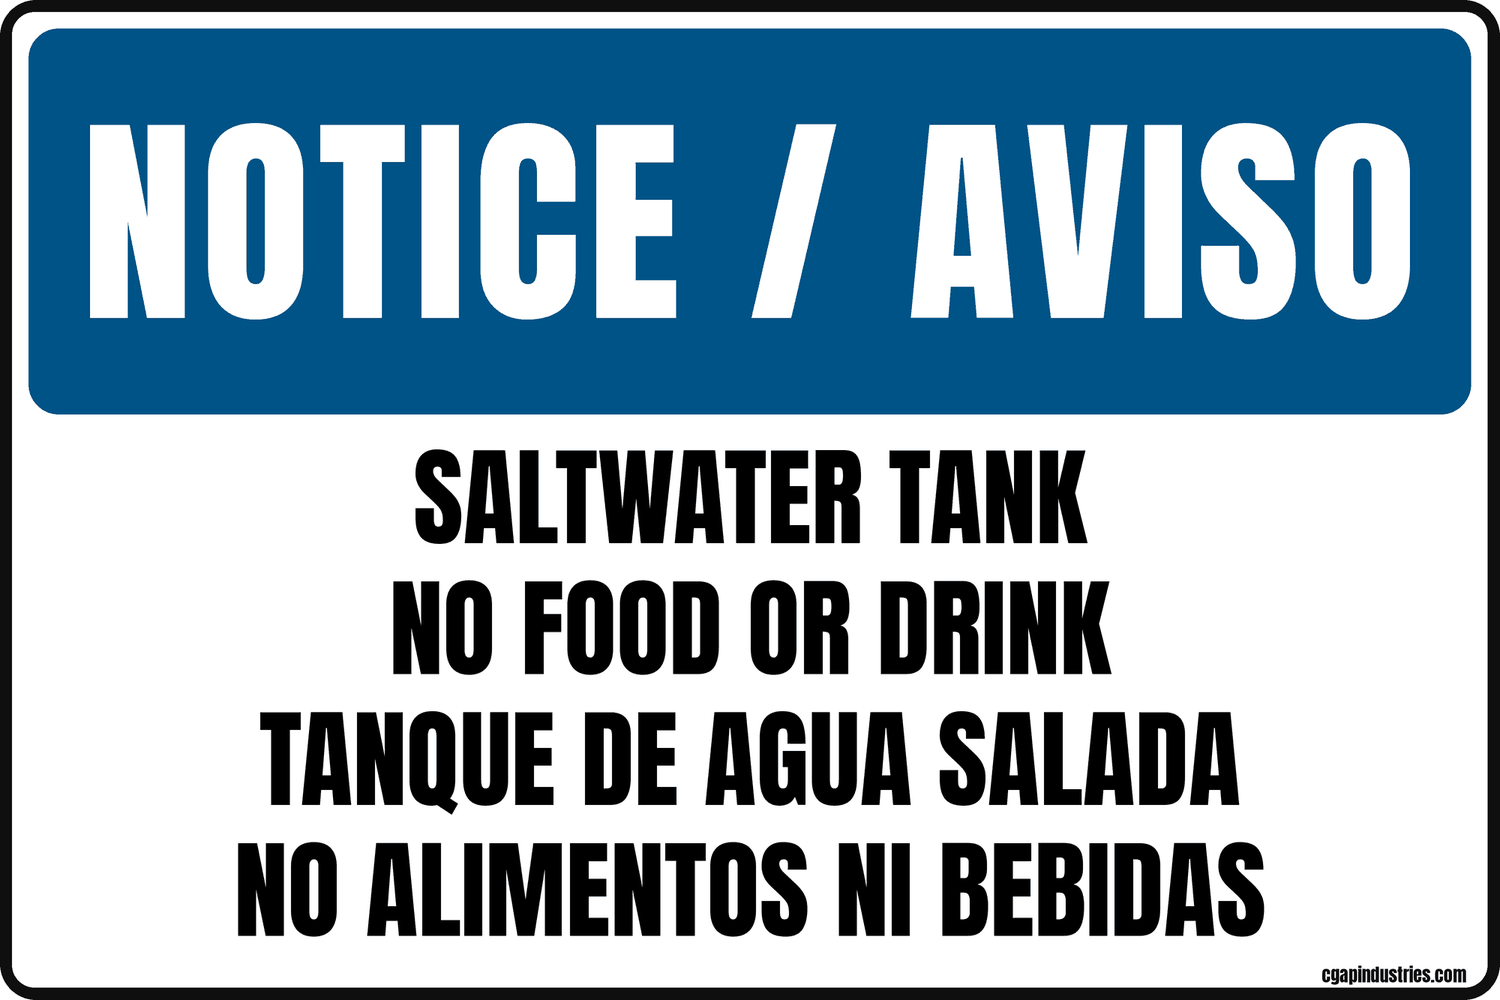 NOTICE / AVISO
SALTWATER TANK
NO FOOD OR DRINK
TANQUE DE AGUA SALADA
NO ALIMENTOS NI BEBIDAS
cgapindustries.com